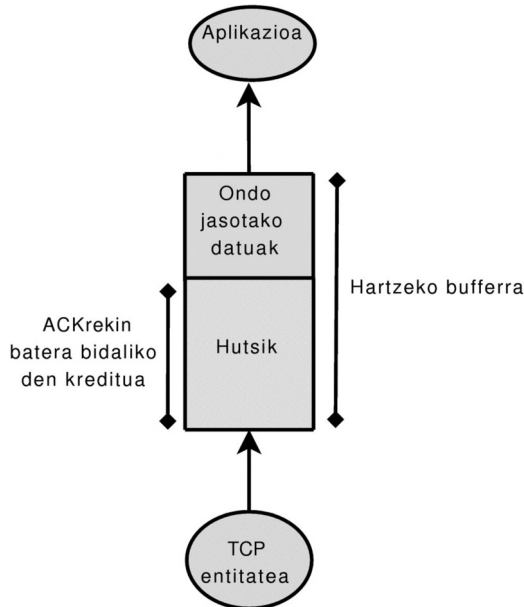 Aplikazioa
Ondo
jasotako
datuak
Hartzeko bufferra
ACKrekin
batera bidaliko
den kreditua
Hutsik
TCP
entitatea